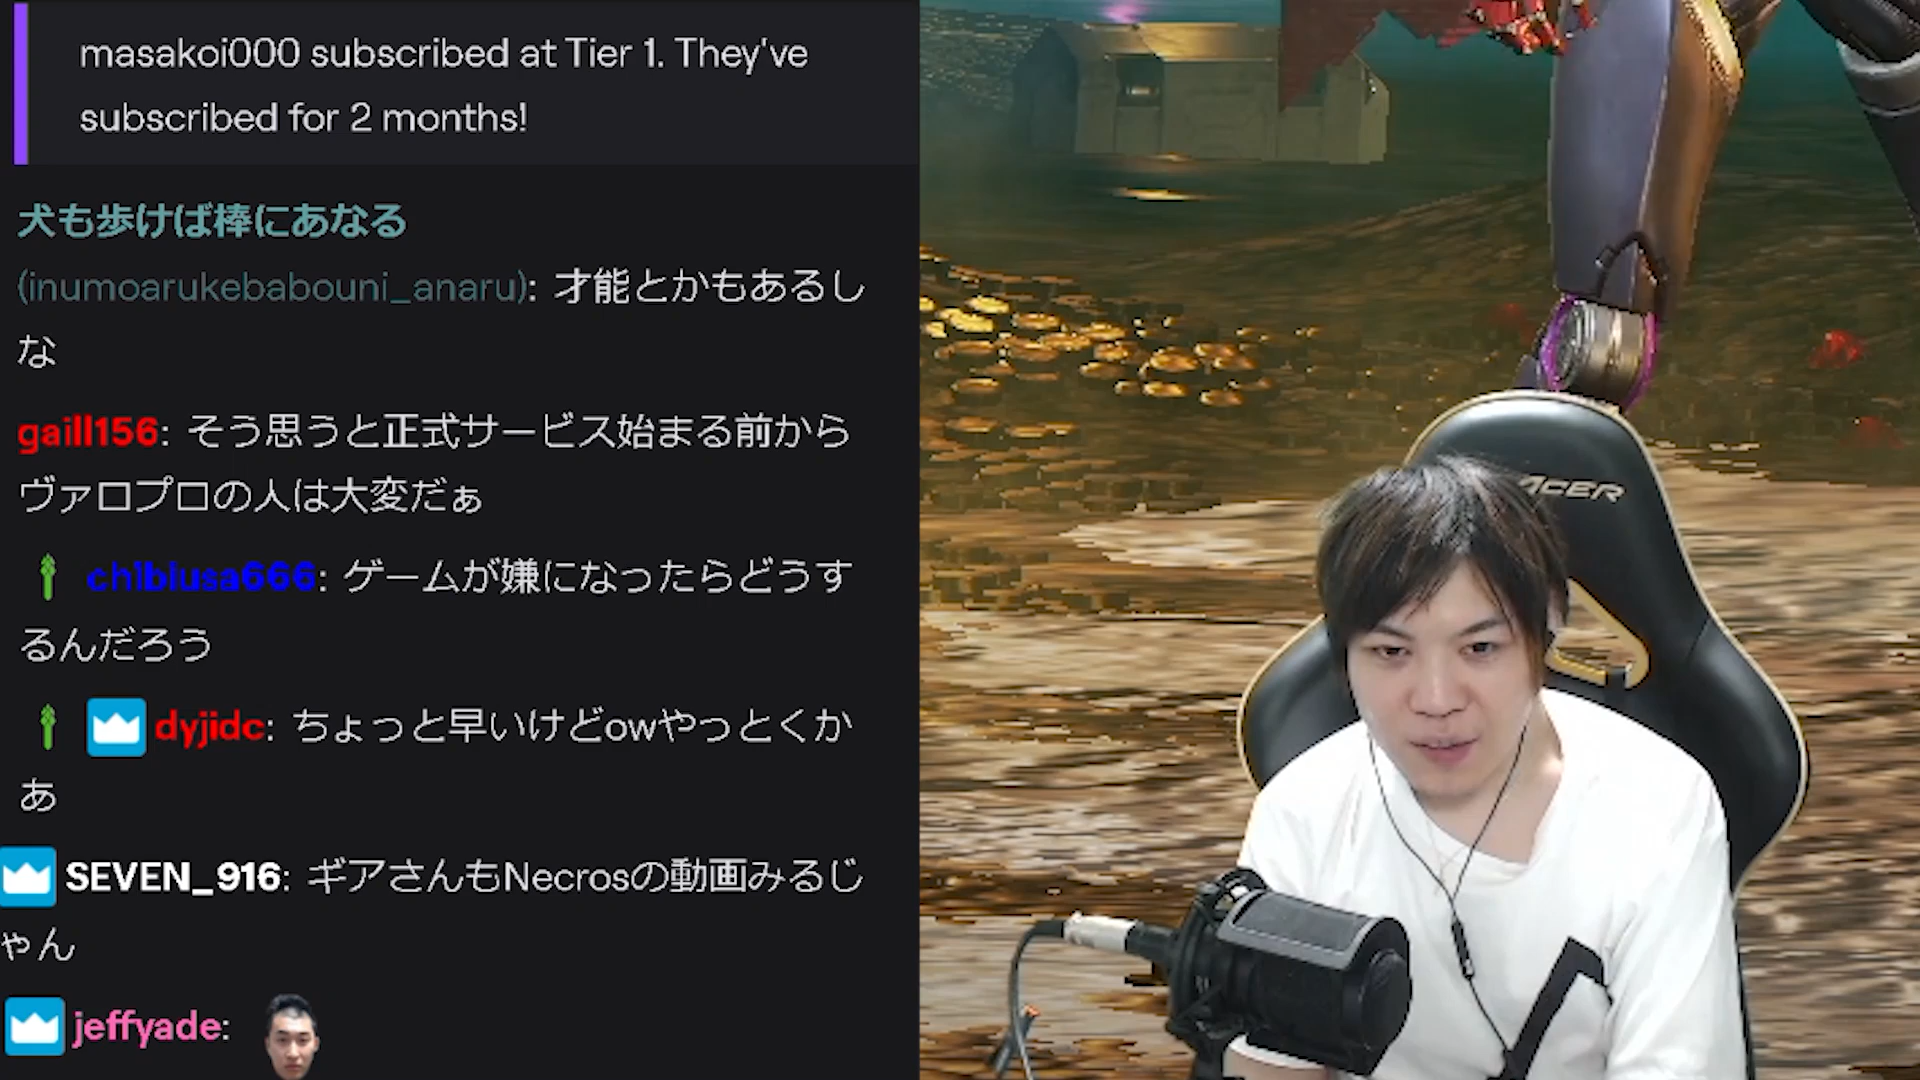 masakoi000 subscribed at Tier 1. They've
subscribed for 2 months!
犬も歩けば棒にあなる
(inumoarukebabouni_anaru): 才能とかもあるし
な
gaill156: そう思うと正式サービス始まる前から
ヴァロプロの人は大変だぁ
ch1biusa666: ゲームが嫌になったらどうす
るんだろう
dyjidc: ちょっと早いけどowやっとくか
あ
SEVEN_916: ギアさんもNecrosの動画みるじ
ゃん
jeffyade:
ACER